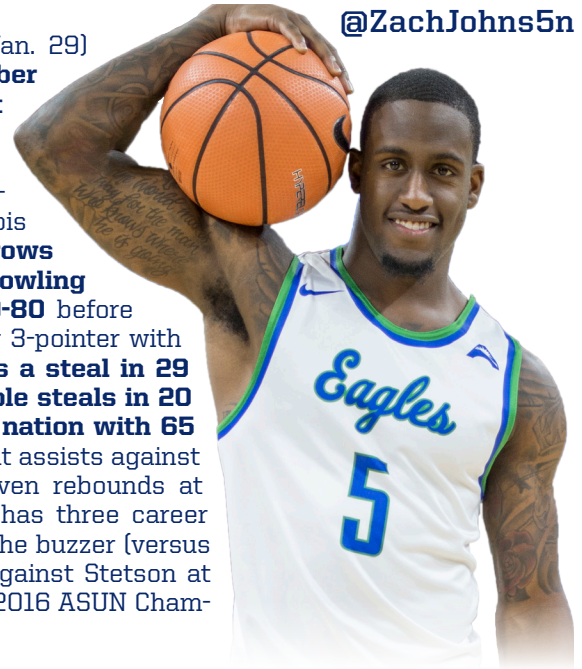 @ZachJohns5n
an. 29)
ber
ois
ows
owling
-80 before
3-pointer with
s a steal in 29
ple steals in 20
nation with 65
t assists against
ven rebounds at
has three career
he buzzer (versus
gainst Stetson at
2016 ASUN Cham-
Eagles
5